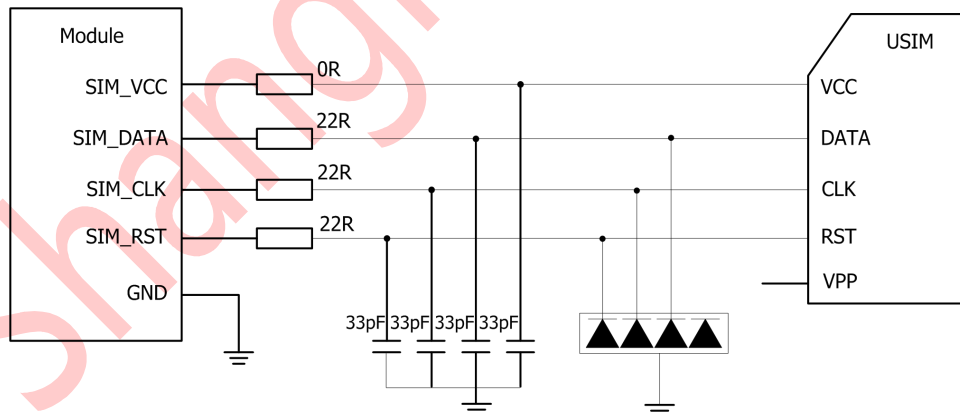 Module
USIM
SIM_VCC
0R
VCC
SIM_DATA
22R
DATA
SIM_CLK
22R
CLK
SIM_RST
22R
RST
GND
VPP
33pF 33pF 33pF 33pF
Shang